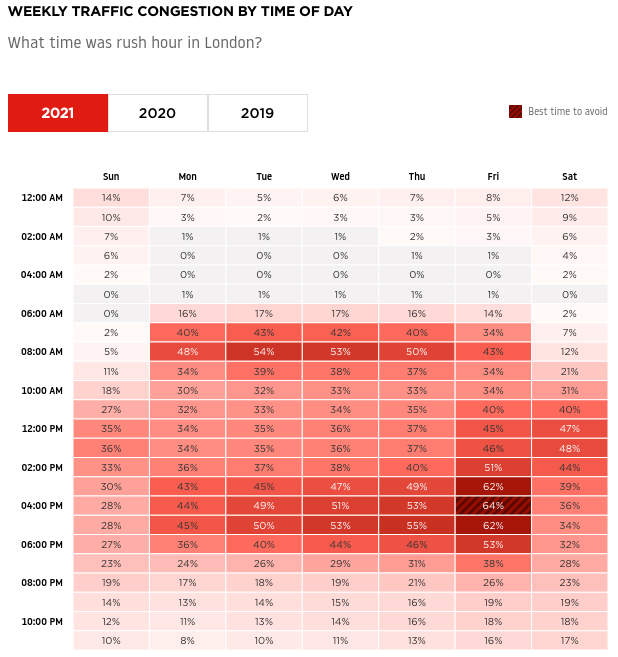 WEEKLY TRAFFIC CONGESTION BY TIME OF DAY
What time was rush hour in London?
2021 2020 2019 Best time to avoid
Sun Mon Tue Wed Thu Fri Sat
12:00 AM 14% 7% 5% 6% 7% 8% 12%
10% 3% 2% 3% 3% 5% 9%
02:00 AM 7% 1% 1% 1% 2% 3% 6%
6% 0% 0% 0% 1% 1% 4%
04:00 AM 2% 0% 0% 0% 0% 0% 2%
0% 1% 1% 1% 1% 1% 0%
06:00 AM 0% 16% 17% 17% 16% 14% 2%
2% 40% 43% 42% 40% 34% 7%
08:00 AM 5% 48% 54% 53% 50% 43% 12%
11% 34% 39% 38% 37% 34% 21%
10:00 AM 18% 30% 32% 33% 33% 34% 31%
27% 32% 33% 34% 35% 40% 40%
12:00 PM 35% 34% 35% 36% 37% 45% 47%
36% 34% 35% 36% 37% 46% 48%
02:00 PM 33% 36% 37% 38% 40% 51% 44%
30% 43% 45% 47% 49% 62% 39%
04:00 PM 28% 44% 49% 51% 53% 64% 36%
28% 45% 50% 53% 55% 62% 34%
06:00 PM 27% 36% 40% 44% 46% 53% 32%
23% 24% 26% 29% 31% 38% 28%
08:00 PM 19% 17% 18% 19% 21% 26% 23%
14% 13% 14% 15% 16% 19% 19%
10:00 PM 12% 11% 13% 14% 16% 18% 18%
10% 8% 10% 11% 13% 16% 17%